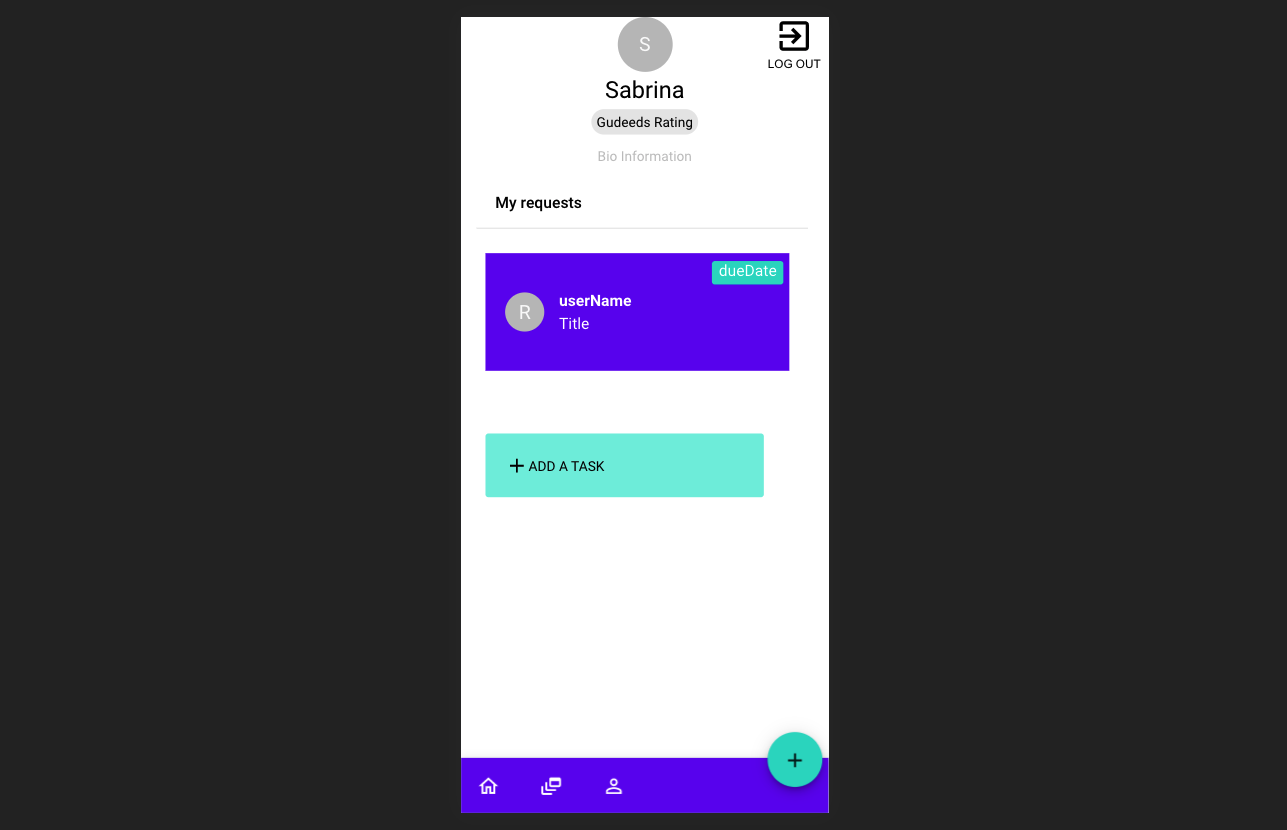 S
LOG OUT
Sabrina
Gudeeds Rating
Bio Information
My requests
dueDate
R
userName
Title
+ ADD A TASK
+